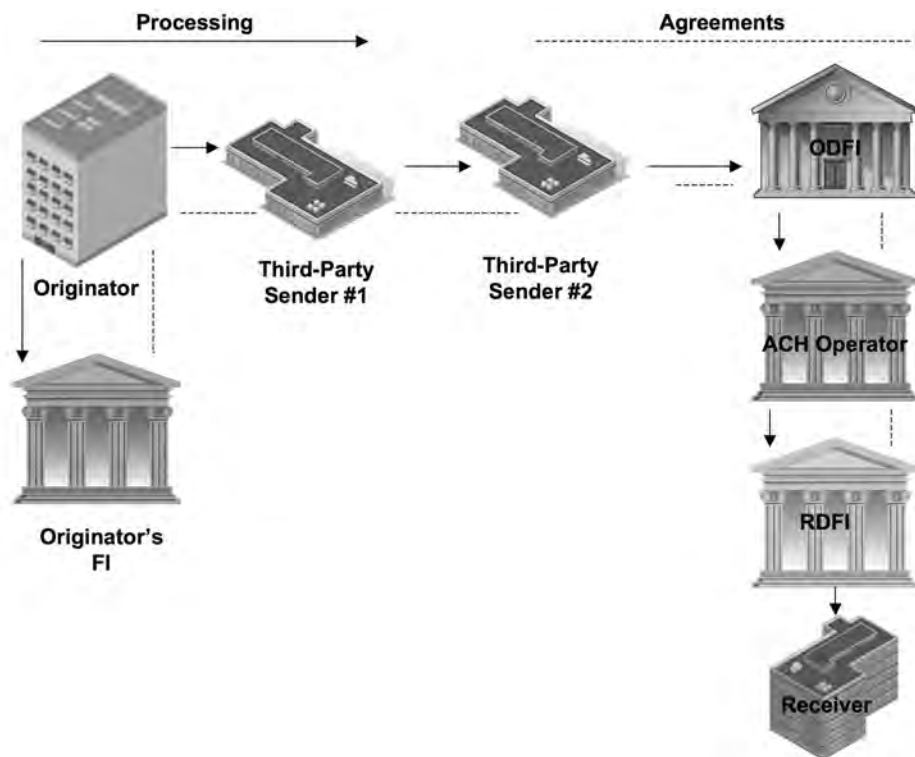 Processing
Agreements
ODFI
Third-Party
Sender #1
Third-Party
Sender #2
Originator
ACH Operator
Originator's
FI
RDFI
Receiver